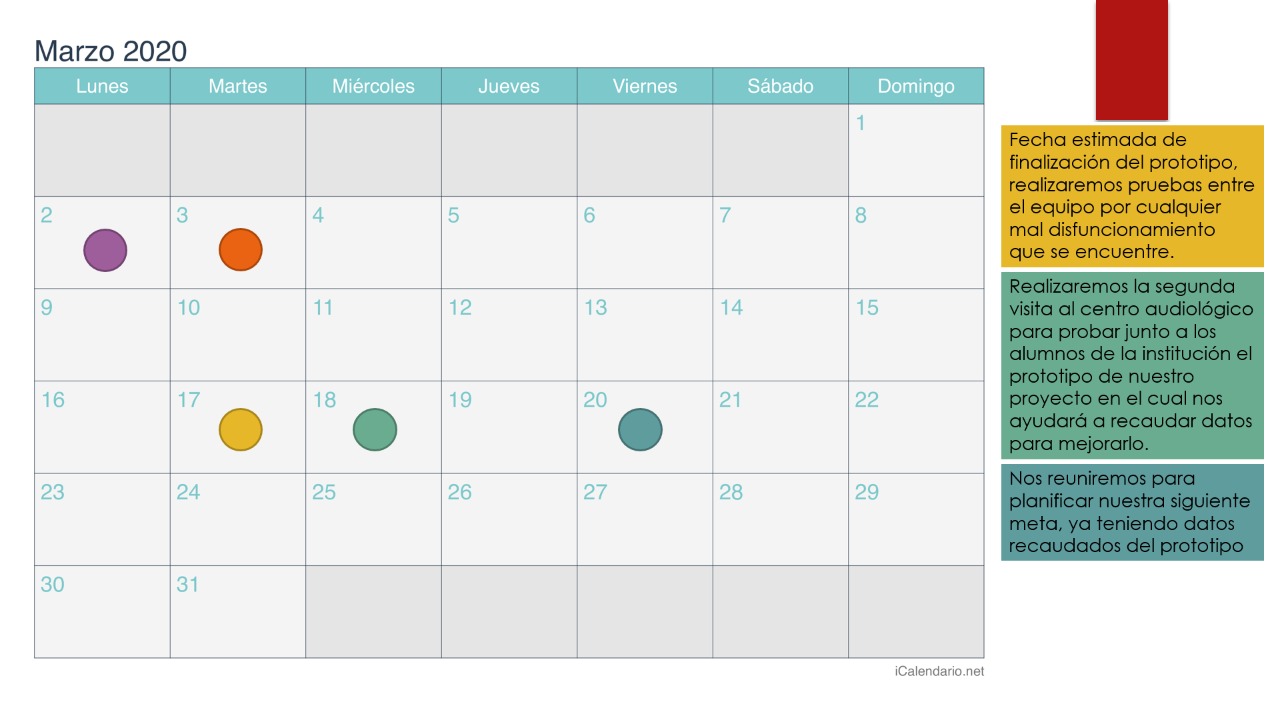 Marzo 2020
Lunes Martes Miércoles Jueves Viernes Sábado Domingo
1
2 3 4 5 6 7 8
9 10 11 12 13 14 15
16 17 18 19 20 21 22
23 24 25 26 27 28 29
30 31
iCalendario.net
Fecha estimada de
finalización del prototipo,
realizaremos pruebas entre
el equipo por cualquier
mal disfuncionamiento
que se encuentre.
Realizaremos la segunda
visita al centro audiológico
para probar junto a los
alumnos de la institución el
prototipo de nuestro
proyecto en el cual nos
ayudará a recaudar datos
para mejorarlo.
Nos reuniremos para
planificar nuestra siguiente
meta, ya teniendo datos
recaudados del prototipo